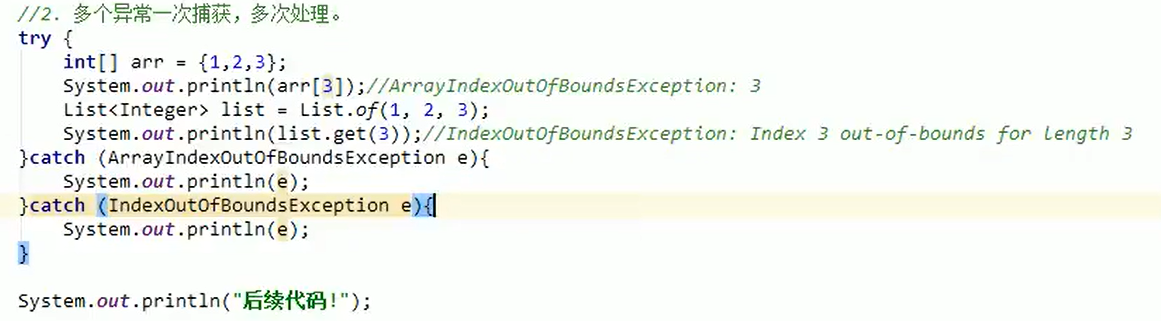 //2. 多个异常一次捕获，多次处理。
try {
    int[] arr = {1,2,3};
    System.out.println(arr[3]);//ArrayIndexOutOfBoundsException: 3
    List<Integer> list = List.of(1, 2, 3);
    System.out.println(list.get(3));//IndexOutOfBoundsException: Index 3 out-of-bounds for length 3
}catch (ArrayIndexOutOfBoundsException e){
    System.out.println(e);
}catch (IndexOutOfBoundsException e){
    System.out.println(e);
}
System.out.println("后续代码!");